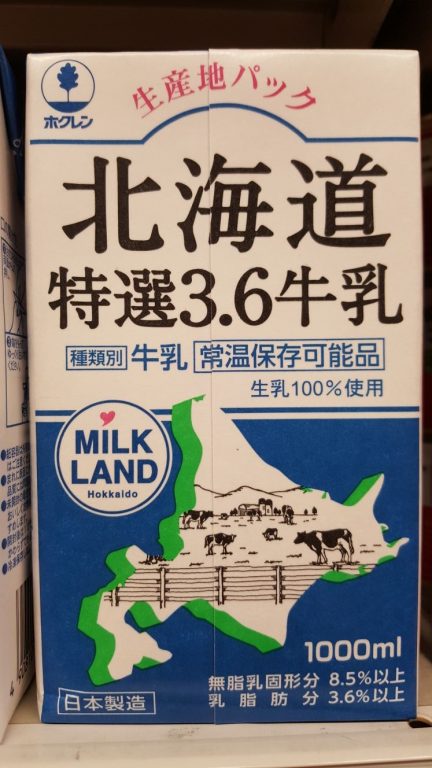 生産地パック
ホクレン
北海道
特選3.6牛乳
種類別 牛乳 常温保存可能品
生乳100%使用
MILK
LAND
Hokkaido
1000ml
無脂乳固形分 8.5%以上
乳脂肪分 3.6%以上
日本製造